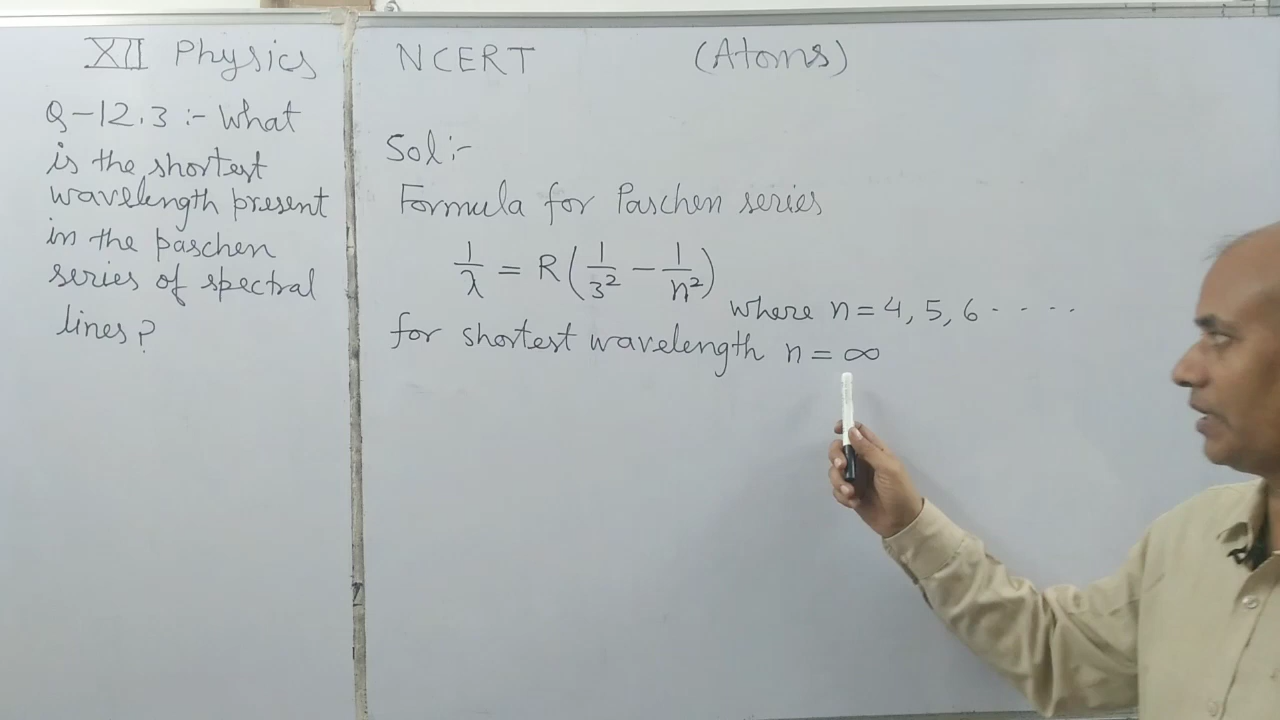 XII Physics
Q-12.3 :- What
is the shortest
wavelength present
in the paschen
series of spectral
lines?
NCERT (Atoms)
Sol:-
Formula for Paschen series
1/λ = R(1/3² - 1/n²)
where n = 4, 5, 6 - - - -
for shortest wavelength n = ∞